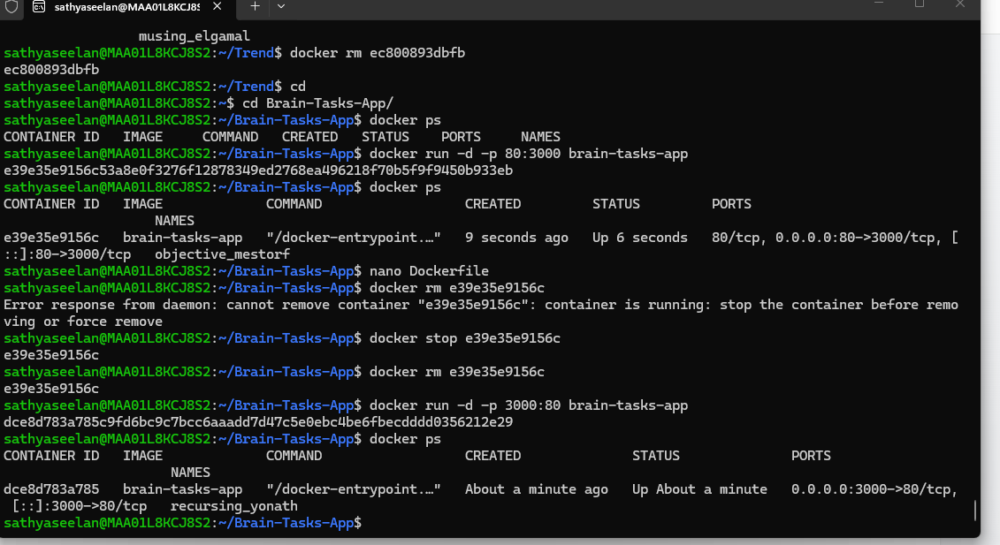 sathyaseelan@MAA01L8KCJ8S
musing_elgamal
sathyaseelan@MAA01L8KCJ8S2:~/Trend$ docker rm ec800893dbfb
ec800893dbfb
sathyaseelan@MAA01L8KCJ8S2:~/Trend$ cd
sathyaseelan@MAA01L8KCJ8S2:~$ cd Brain-Tasks-App/
sathyaseelan@MAA01L8KCJ8S2:~/Brain-Tasks-App$ docker ps
CONTAINER ID   IMAGE     COMMAND   CREATED   STATUS    PORTS     NAMES
sathyaseelan@MAA01L8KCJ8S2:~/Brain-Tasks-App$ docker run -d -p 80:3000 brain-tasks-app
e39e35e9156c53a8e0f3276f12878349ed2768ea496218f70b5f9f9450b933eb
sathyaseelan@MAA01L8KCJ8S2:~/Brain-Tasks-App$ docker ps
CONTAINER ID   IMAGE             COMMAND                  CREATED         STATUS         PORTS
NAMES
e39e35e9156c   brain-tasks-app   "/docker-entrypoint.…"   9 seconds ago   Up 6 seconds   80/tcp, 0.0.0.0:80->3000/tcp, [
::]:80->3000/tcp   objective_mestorf
sathyaseelan@MAA01L8KCJ8S2:~/Brain-Tasks-App$ nano Dockerfile
sathyaseelan@MAA01L8KCJ8S2:~/Brain-Tasks-App$ docker rm e39e35e9156c
Error response from daemon: cannot remove container "e39e35e9156c": container is running: stop the container before remo
ving or force remove
sathyaseelan@MAA01L8KCJ8S2:~/Brain-Tasks-App$ docker stop e39e35e9156c
e39e35e9156c
sathyaseelan@MAA01L8KCJ8S2:~/Brain-Tasks-App$ docker rm e39e35e9156c
e39e35e9156c
sathyaseelan@MAA01L8KCJ8S2:~/Brain-Tasks-App$ docker run -d -p 3000:80 brain-tasks-app
dce8d783a785c9fd6bc9c7bcc6aaadd7d47c5e0ebc4be6fbecdddd0356212e29
sathyaseelan@MAA01L8KCJ8S2:~/Brain-Tasks-App$ docker ps
CONTAINER ID   IMAGE             COMMAND                  CREATED              STATUS              PORTS
NAMES
dce8d783a785   brain-tasks-app   "/docker-entrypoint.…"   About a minute ago   Up About a minute   0.0.0.0:3000->80/tcp,
[::]:3000->80/tcp   recursing_yonath
sathyaseelan@MAA01L8KCJ8S2:~/Brain-Tasks-App$